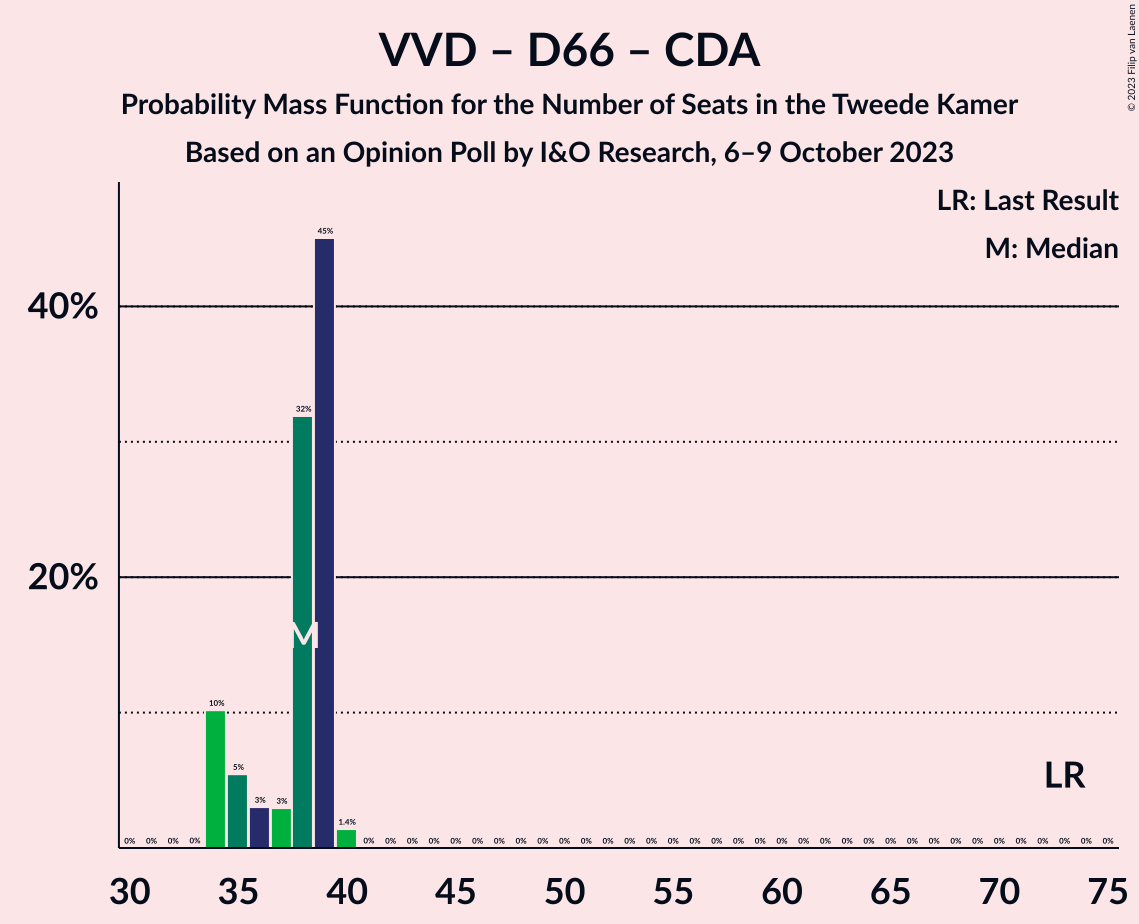 VVD – D66 – CDA
Probability Mass Function for the Number of Seats in the Tweede Kamer
Based on an Opinion Poll by I&O Research, 6–9 October 2023
© 2023 Filip van Laenen
LR: Last Result
M: Median
45%
40%
32%
20%
M
10%
LR
5%
3% 3%
1.4%
0% 0% 0% 0% 0% 0% 0% 0% 0% 0% 0% 0% 0% 0% 0% 0% 0% 0% 0% 0% 0% 0% 0% 0% 0% 0% 0% 0% 0% 0% 0% 0% 0% 0% 0% 0% 0% 0% 0%
30 35 40 45 50 55 60 65 70 75